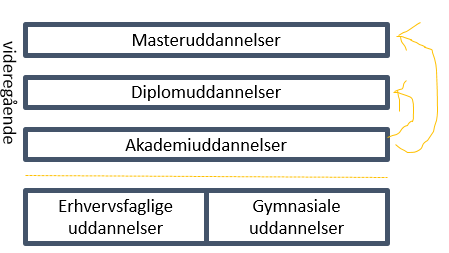 videregående
Masteruddannelser
Diplomuddannelser
Akademiuddannelser
Erhvervsfaglige
uddannelser
Gymnasiale
uddannelser